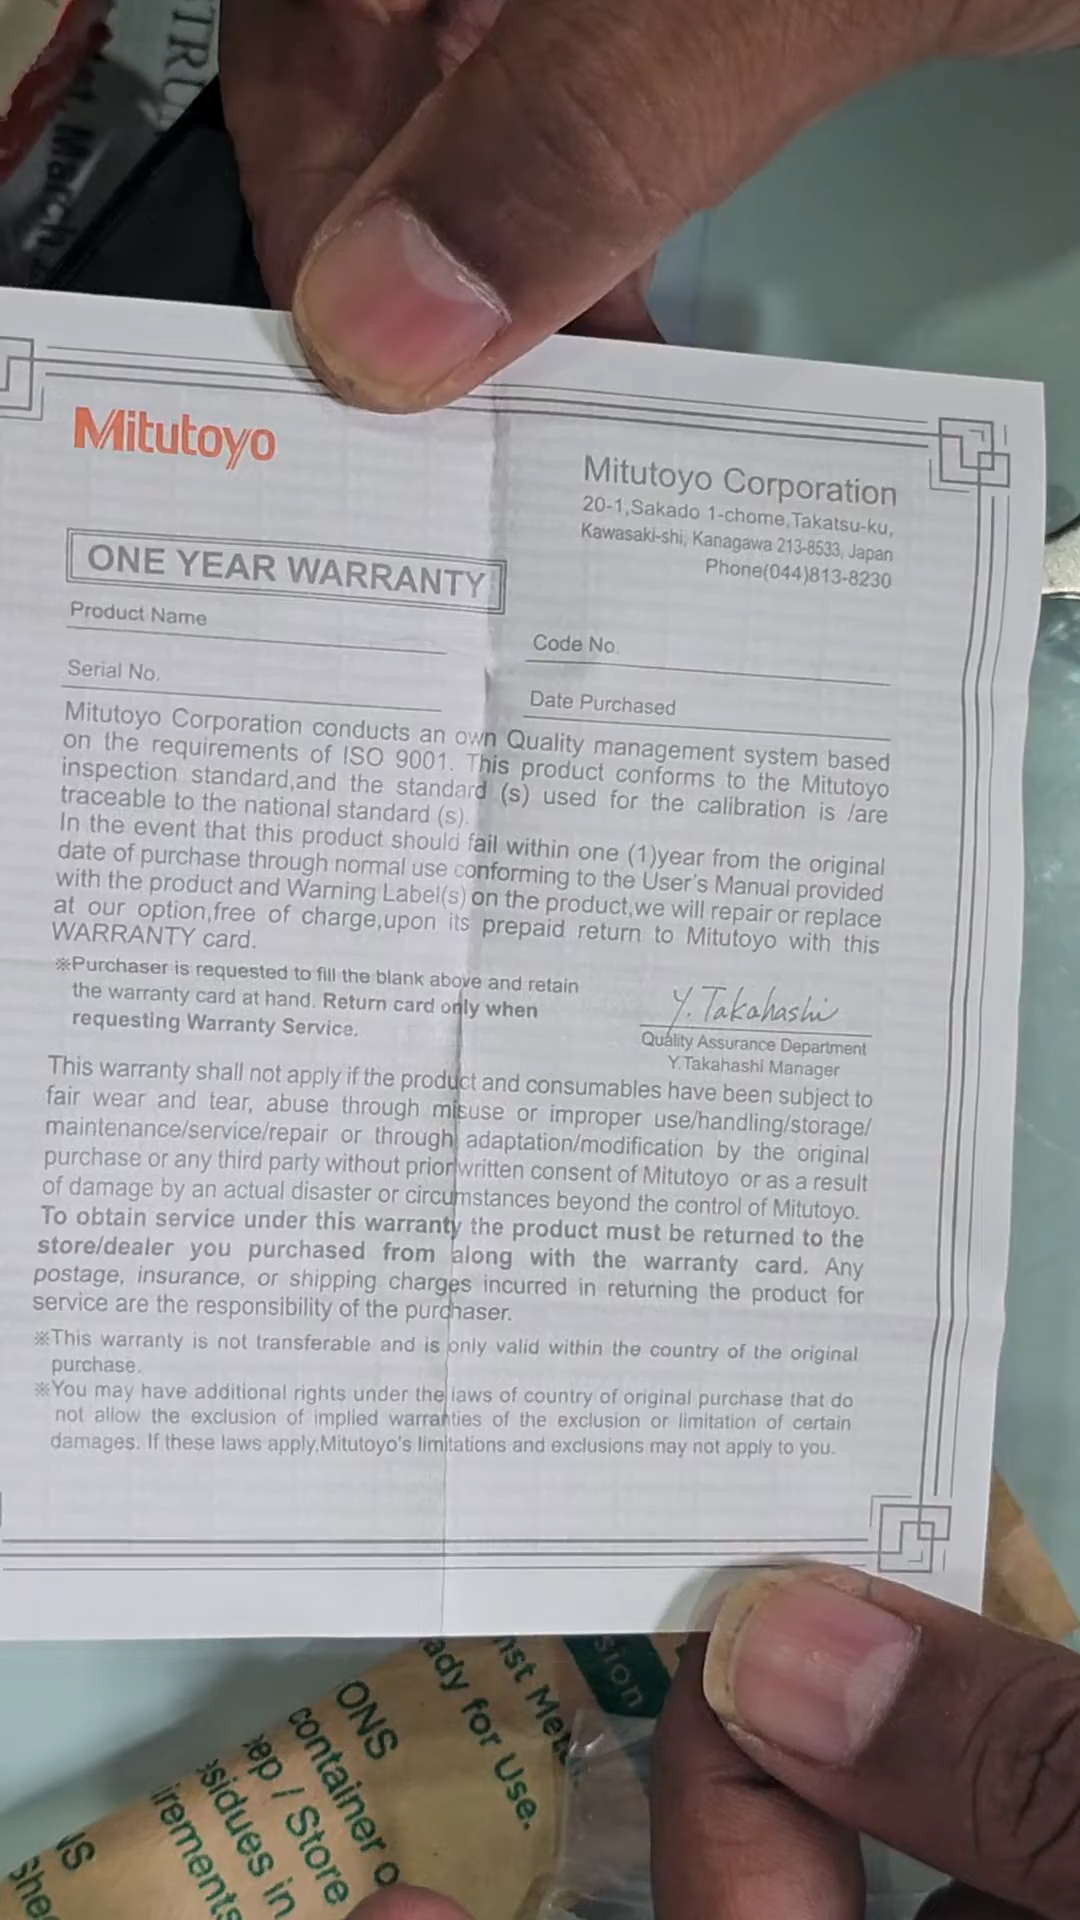 TRU
Mitutoyo
Mitutoyo Corporation
20-1,Sakado 1-chome,Takatsu-ku,
Kawasaki-shi, Kanagawa 213-8533, Japan
Phone(044)813-8230
ONE YEAR WARRANTY
Product Name
Code No.
Serial No.
Date Purchased
Mitutoyo Corporation conducts an own Quality management system based
on the requirements of ISO 9001. This product conforms to the Mitutoyo
inspection standard,and the standard (s) used for the calibration is /are
traceable to the national standard (s).
In the event that this product should fail within one (1)year from the original
date of purchase through normal use conforming to the User's Manual provided
with the product and Warning Label(s) on the product,we will repair or replace
at our option,free of charge,upon its prepaid return to Mitutoyo with this
WARRANTY card.
※Purchaser is requested to fill the blank above and retain
the warranty card at hand. Return card only when
requesting Warranty Service.
Y. Takahashi
Quality Assurance Department
Y.Takahashi Manager
This warranty shall not apply if the product and consumables have been subject to
fair wear and tear, abuse through misuse or improper use/handling/storage/
maintenance/service/repair or through adaptation/modification by the original
purchase or any third party without prior written consent of Mitutoyo or as a result
of damage by an actual disaster or circumstances beyond the control of Mitutoyo.
To obtain service under this warranty the product must be returned to the
store/dealer you purchased from along with the warranty card. Any
postage, insurance, or shipping charges incurred in returning the product for
service are the responsibility of the purchaser.
※This warranty is not transferable and is only valid within the country of the original
purchase.
※You may have additional rights under the laws of country of original purchase that do
not allow the exclusion of implied warranties of the exclusion or limitation of certain
damages. If these laws apply,Mitutoyo's limitations and exclusions may not apply to you.
sion
nst Met
ady for Use.
ONS
container o
ep / Store
sidues in
irements